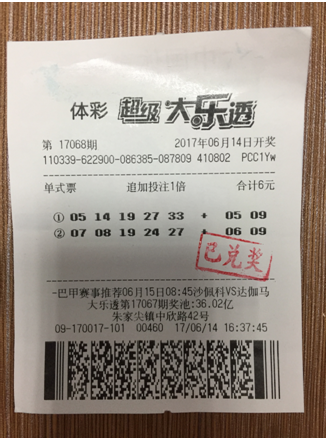 体彩 超级大乐透
第 17068期 2017年06月14日开奖
110339-622900-086385-087809 410802 PCC1Yw
单式票 追加投注1倍 合计6元
① 05 14 19 27 33 + 05 09
② 07 08 19 24 27 + 06 09
已兑奖
-巴甲赛事推荐06月15日08:45沙佩科VS达伽马
大乐透第17067期奖池:36.02亿
朱家尖镇中欣路42号
09-170017-101 00460 17/06/14 16:37:45